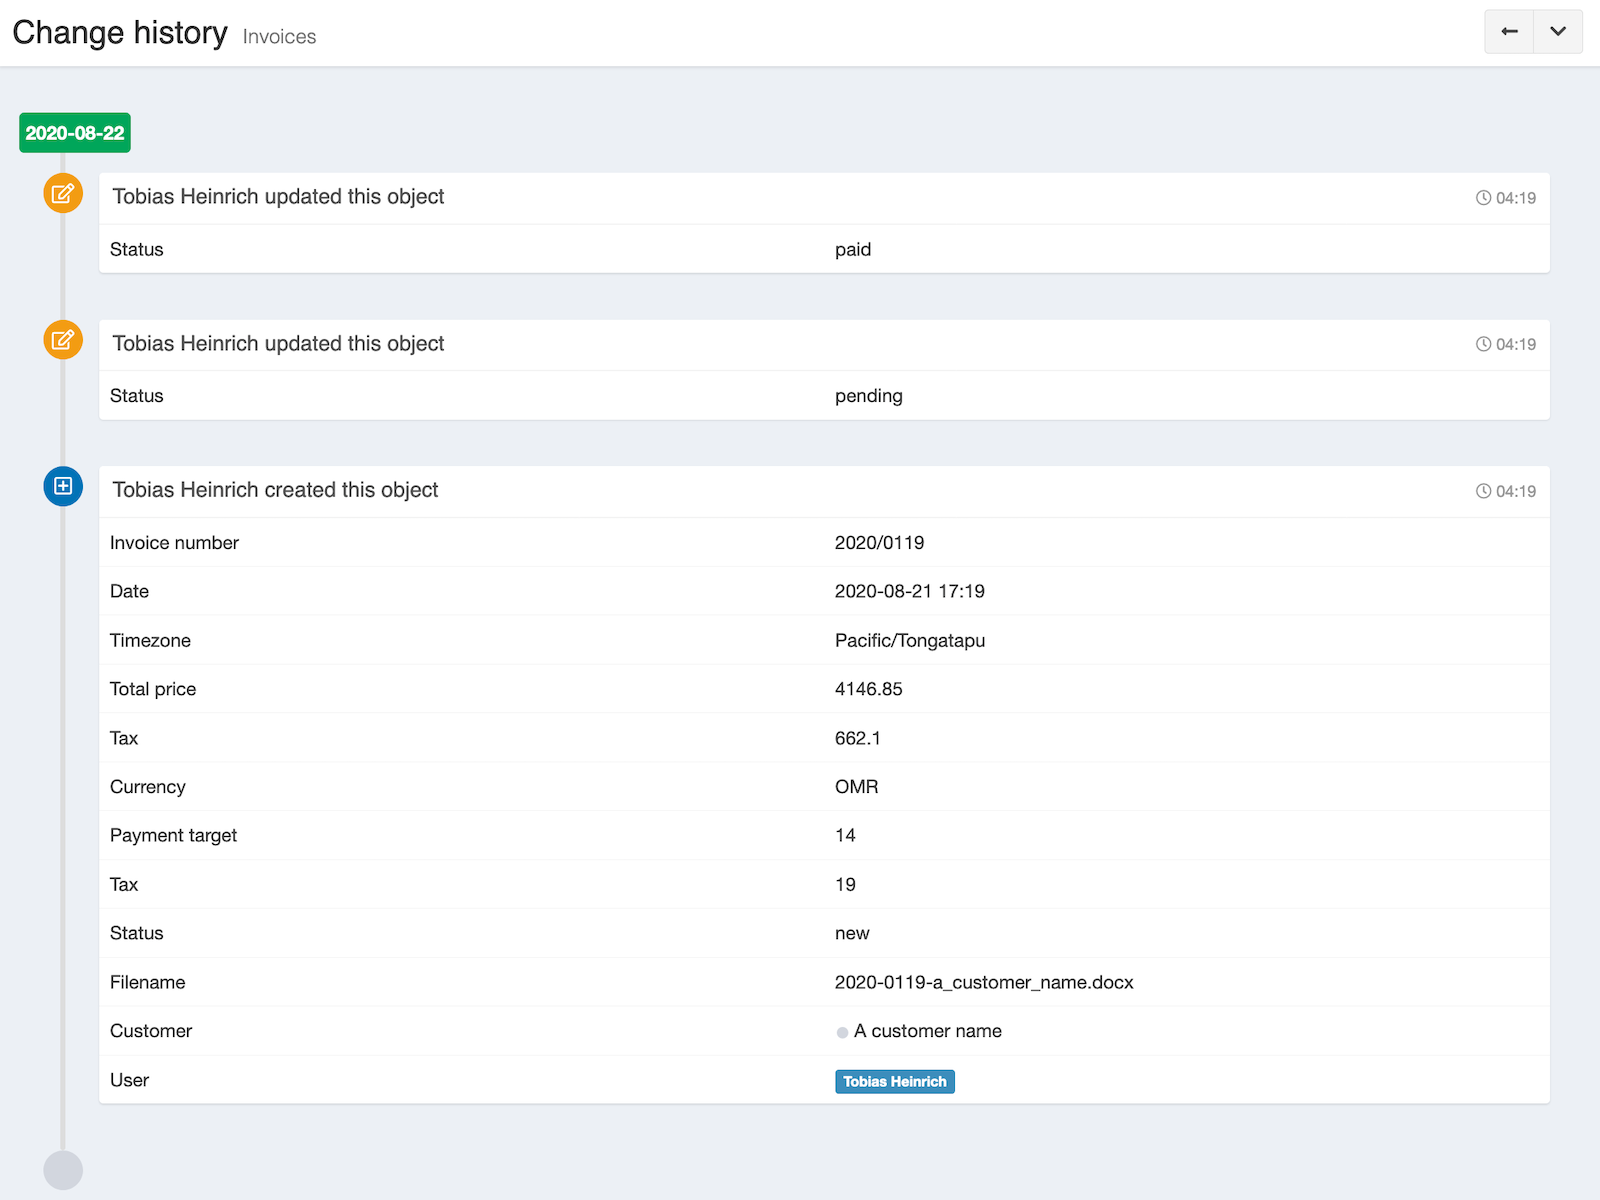 Change history Invoices
2020-08-22
Tobias Heinrich updated this object 04:19
Status paid
Tobias Heinrich updated this object 04:19
Status pending
Tobias Heinrich created this object 04:19
Invoice number 2020/0119
Date 2020-08-21 17:19
Timezone Pacific/Tongatapu
Total price 4146.85
Tax 662.1
Currency OMR
Payment target 14
Tax 19
Status new
Filename 2020-0119-a_customer_name.docx
Customer A customer name
User Tobias Heinrich